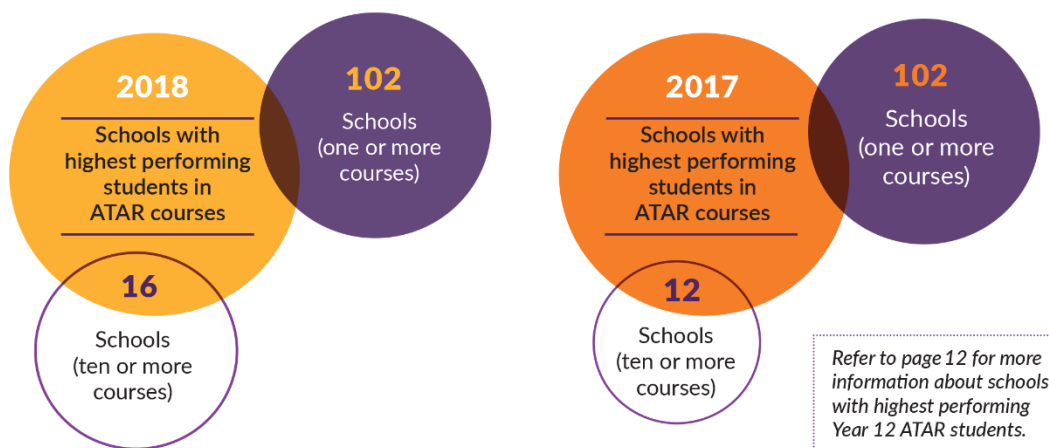 2018
Schools with
highest performing
students in
ATAR courses
102
Schools
(one or more
courses)
16
Schools
(ten or more
courses)
2017
Schools with
highest performing
students in
ATAR courses
102
Schools
(one or more
courses)
12
Schools
(ten or more
courses)
Refer to page 12 for more
information about schools
with highest performing
Year 12 ATAR students.